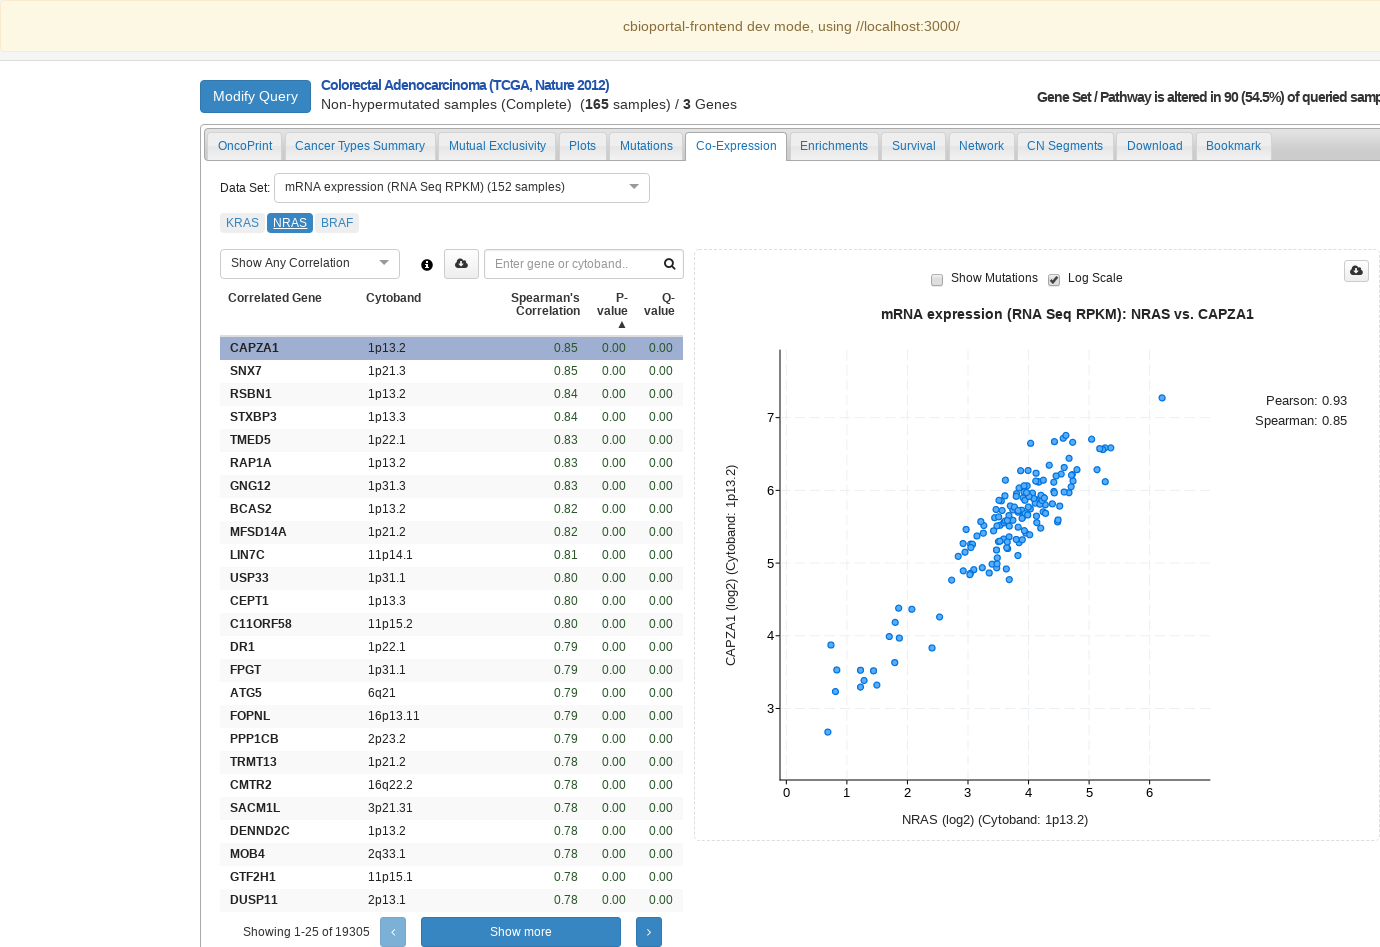 cbioportal-frontend dev mode, using //localhost:3000/
Modify Query
Colorectal Adenocarcinoma (TCGA, Nature 2012)
Non-hypermutated samples (Complete) (165 samples) / 3 Genes
Gene Set / Pathway is altered in 90 (54.5%) of queried samp
OncoPrint Cancer Types Summary Mutual Exclusivity Plots Mutations Co-Expression Enrichments Survival Network CN Segments Download Bookmark
Data Set: mRNA expression (RNA Seq RPKM) (152 samples)
KRAS NRAS BRAF
Show Any Correlation Enter gene or cytoband..
Correlated Gene Cytoband Spearman's Correlation P-value ▲ Q-value
CAPZA1 1p13.2 0.85 0.00 0.00
SNX7 1p21.3 0.85 0.00 0.00
RSBN1 1p13.2 0.84 0.00 0.00
STXBP3 1p13.3 0.84 0.00 0.00
TMED5 1p22.1 0.83 0.00 0.00
RAP1A 1p13.2 0.83 0.00 0.00
GNG12 1p31.3 0.83 0.00 0.00
BCAS2 1p13.2 0.82 0.00 0.00
MFSD14A 1p21.2 0.82 0.00 0.00
LIN7C 11p14.1 0.81 0.00 0.00
USP33 1p31.1 0.80 0.00 0.00
CEPT1 1p13.3 0.80 0.00 0.00
C11ORF58 11p15.2 0.80 0.00 0.00
DR1 1p22.1 0.79 0.00 0.00
FPGT 1p31.1 0.79 0.00 0.00
ATG5 6q21 0.79 0.00 0.00
FOPNL 16p13.11 0.79 0.00 0.00
PPP1CB 2p23.2 0.79 0.00 0.00
TRMT13 1p21.2 0.78 0.00 0.00
CMTR2 16q22.2 0.78 0.00 0.00
SACM1L 3p21.31 0.78 0.00 0.00
DENND2C 1p13.2 0.78 0.00 0.00
MOB4 2q33.1 0.78 0.00 0.00
GTF2H1 11p15.1 0.78 0.00 0.00
DUSP11 2p13.1 0.78 0.00 0.00
Showing 1-25 of 19305 ‹ Show more ›
Show Mutations Log Scale
mRNA expression (RNA Seq RPKM): NRAS vs. CAPZA1
Pearson: 0.93
Spearman: 0.85
CAPZA1 (log2) (Cytoband: 1p13.2)
7
6
5
4
3
0 1 2 3 4 5 6
NRAS (log2) (Cytoband: 1p13.2)